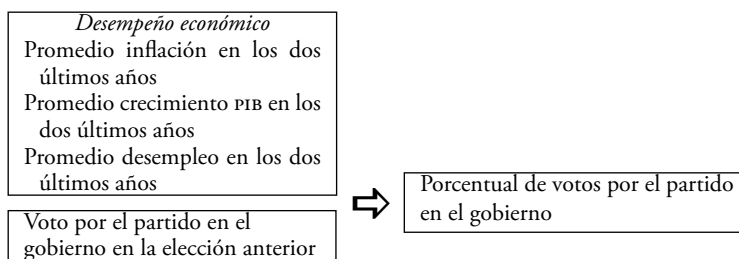 Desempeño económico
Promedio inflación en los dos
últimos años
Promedio crecimiento PIB en los
dos últimos años
Promedio desempleo en los dos
últimos años
Voto por el partido en el
gobierno en la elección anterior
Porcentual de votos por el partido
en el gobierno